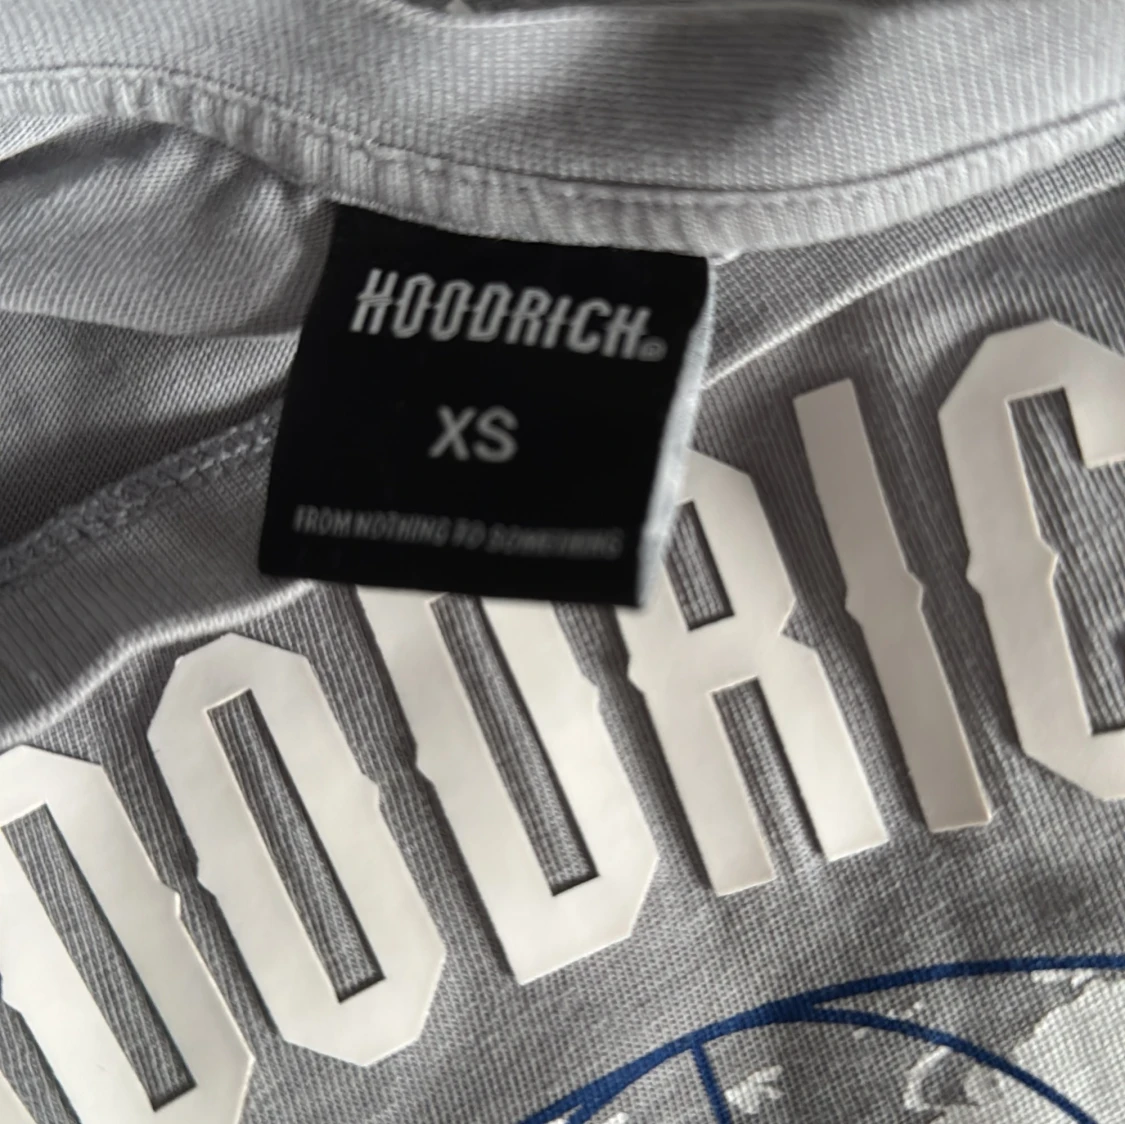 HOODRICH
XS
FROM NOTHING TO SOMETHING
OODRIC